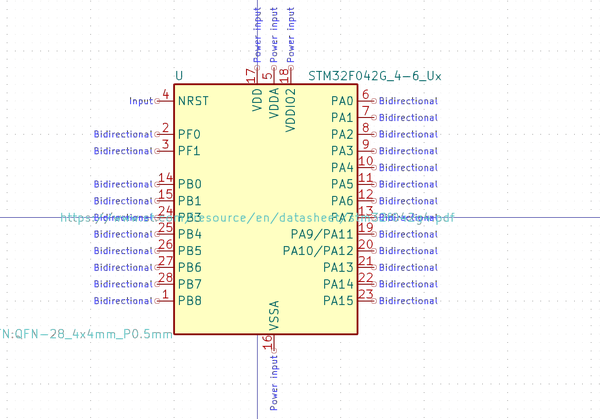 Power input
Power input
Power input
17
5
18
U
STM32F042G_4-6_Ux
VDD
VDDA
VDDIO2
Input 4 NRST PA0 6 Bidirectional
PA1 7 Bidirectional
Bidirectional 2 PF0 PA2 8 Bidirectional
Bidirectional 3 PF1 PA3 9 Bidirectional
PA4 10 Bidirectional
Bidirectional 14 PB0 PA5 11 Bidirectional
Bidirectional 15 PB1 PA6 12 Bidirectional
Bidirectional 24 PB3 PA7 13 Bidirectional
Bidirectional 25 PB4 PA9/PA11 19 Bidirectional
Bidirectional 26 PB5 PA10/PA12 20 Bidirectional
Bidirectional 27 PB6 PA13 21 Bidirectional
Bidirectional 28 PB7 PA14 22 Bidirectional
Bidirectional 1 PB8 PA15 23 Bidirectional
VSSA
N:QFN-28_4x4mm_P0.5mm
16
Power input